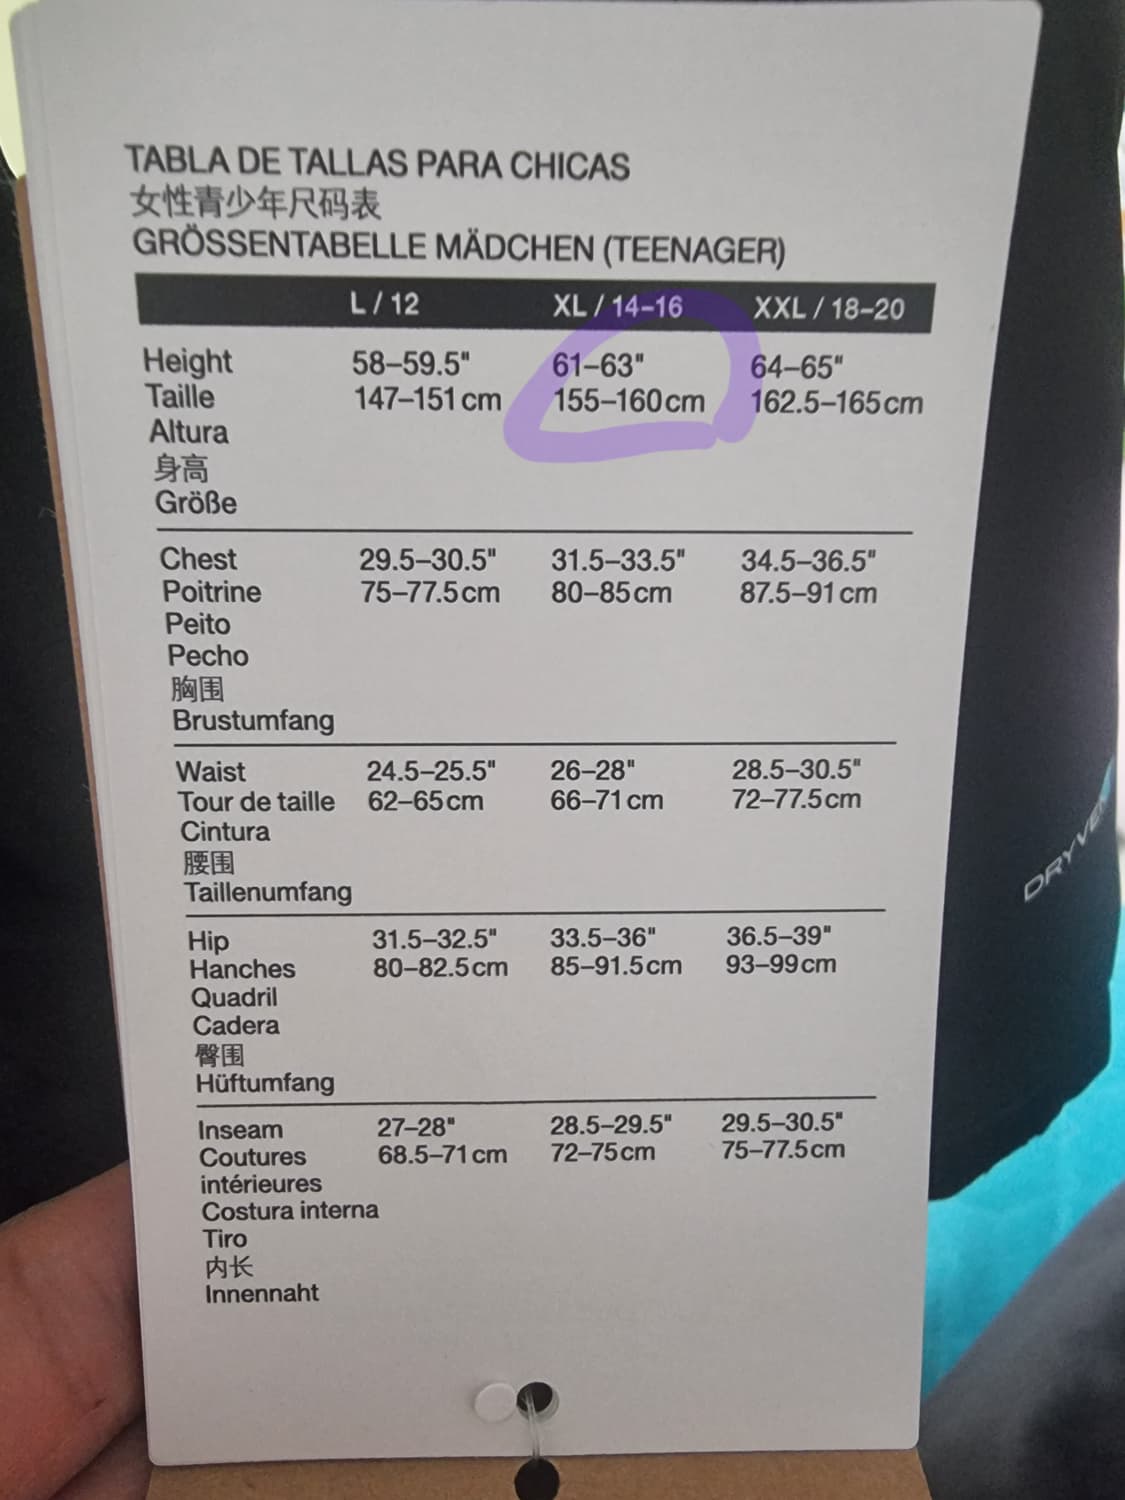 TABLA DE TALLAS PARA CHICAS
女性青少年尺码表
GRÖSSENTABELLE MÄDCHEN (TEENAGER)
L / 12 XL / 14–16 XXL / 18–20
Height 58–59.5" 61–63" 64–65"
Taille 147–151 cm 155–160 cm 162.5–165 cm
Altura
身高
Größe
Chest 29.5–30.5" 31.5–33.5" 34.5–36.5"
Poitrine 75–77.5 cm 80–85 cm 87.5–91 cm
Peito
Pecho
胸围
Brustumfang
Waist 24.5–25.5" 26–28" 28.5–30.5"
Tour de taille 62–65 cm 66–71 cm 72–77.5 cm
Cintura
腰围
Taillenumfang
Hip 31.5–32.5" 33.5–36" 36.5–39"
Hanches 80–82.5 cm 85–91.5 cm 93–99 cm
Quadril
Cadera
臀围
Hüftumfang
Inseam 27–28" 28.5–29.5" 29.5–30.5"
Coutures 68.5–71 cm 72–75 cm 75–77.5 cm
intérieures
Costura interna
Tiro
内长
Innennaht